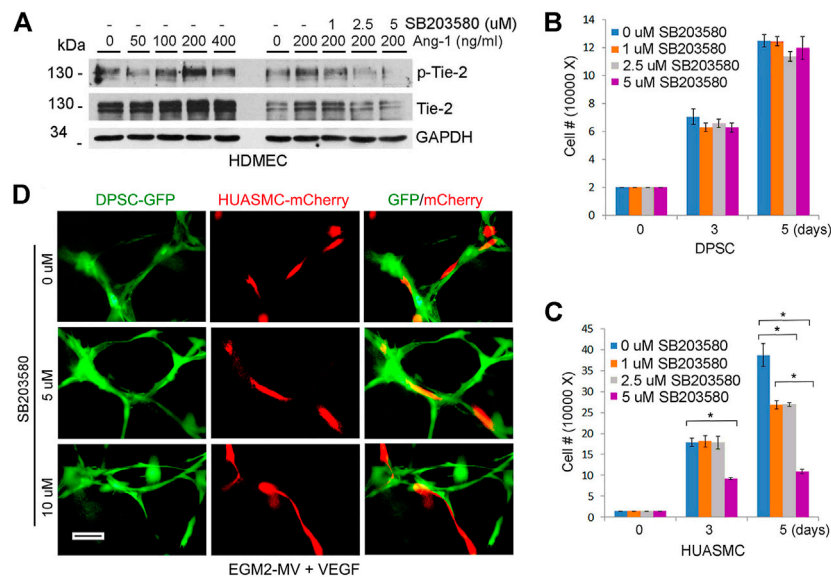 A
– – – – – – – 1 2.5 5 SB203580 (uM)
kDa 0 50 100 200 400 0 200 200 200 200 Ang-1 (ng/ml)
130 - p-Tie-2
130 - Tie-2
34 - GAPDH
HDMEC
B
0 uM SB203580
1 uM SB203580
2.5 uM SB203580
5 uM SB203580
Cell # (10000 X)
14
12
10
8
6
4
2
0
0 3 5 (days)
DPSC
D
DPSC-GFP HUASMC-mCherry GFP/mCherry
SB203580
0 uM
5 uM
10 uM
EGM2-MV + VEGF
C
0 uM SB203580
1 uM SB203580
2.5 uM SB203580
5 uM SB203580
* * * *
Cell # (10000 X)
45
40
35
30
25
20
15
10
5
0
0 3 5 (days)
HUASMC